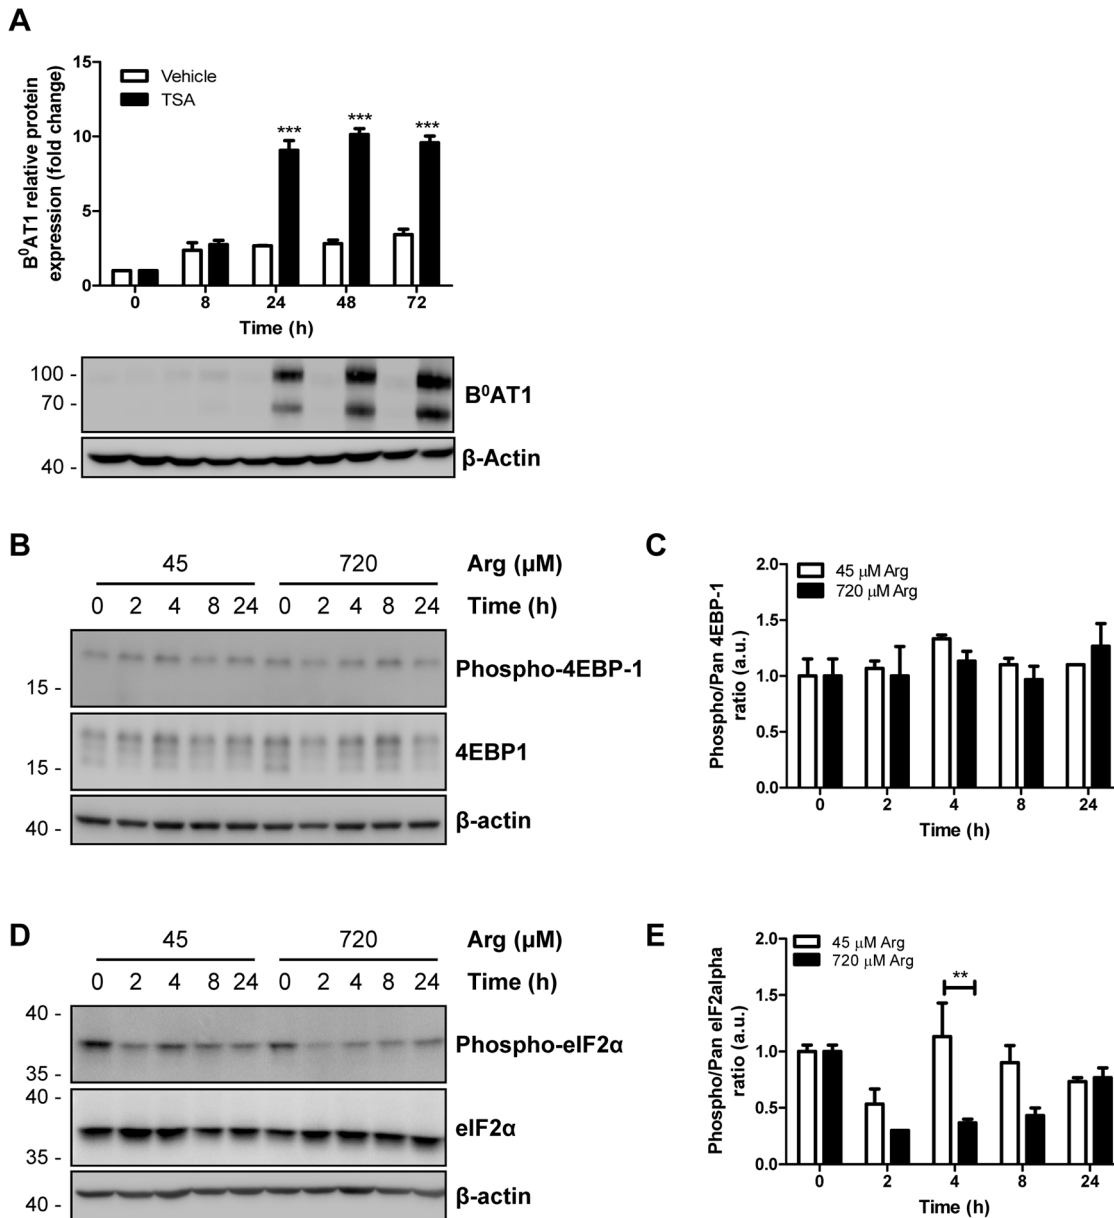 A
B⁰AT1 relative protein
expression (fold change)
15
10
5
0
Vehicle
TSA
*** *** ***
0 8 24 48 72
Time (h)
100 -
70 -
B⁰AT1
40 -
β-Actin
B
45 720 Arg (µM)
0 2 4 8 24 0 2 4 8 24 Time (h)
Phospho-4EBP-1
15 -
4EBP1
15 -
40 -
β-actin
C
Phospho/Pan 4EBP-1
ratio (a.u.)
2.0
1.5
1.0
0.5
0.0
45 µM Arg
720 µM Arg
0 2 4 8 24
Time (h)
D
45 720 Arg (µM)
0 2 4 8 24 0 2 4 8 24 Time (h)
40 -
Phospho-eIF2α
35 -
40 -
eIF2α
35 -
40 -
β-actin
E
Phospho/Pan eIF2alpha
ratio (a.u.)
2.0
1.5
1.0
0.5
0.0
45 µM Arg
720 µM Arg
**
0 2 4 8 24
Time (h)